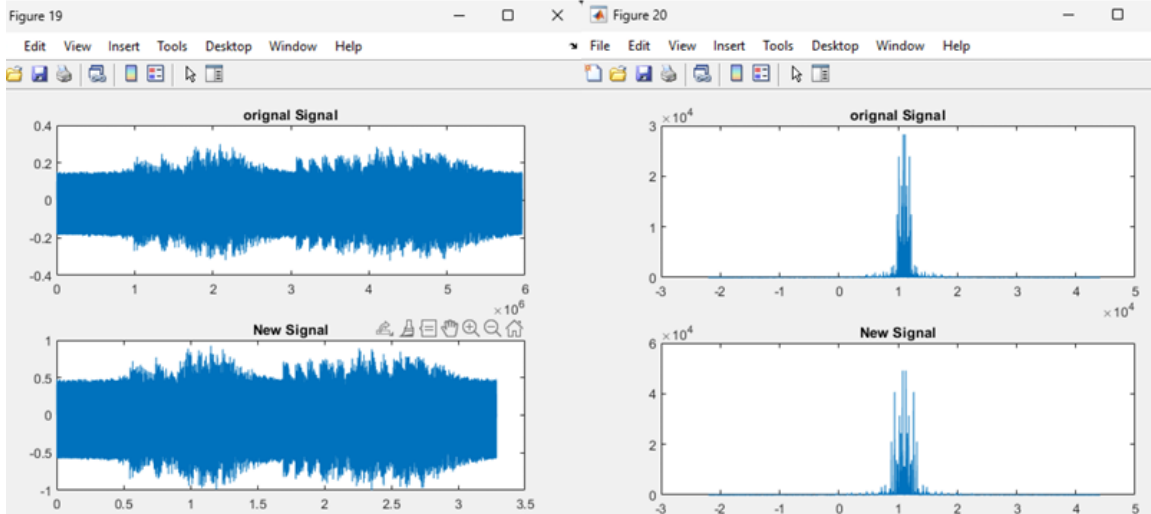 Figure 19
Edit View Insert Tools Desktop Window Help
orignal Signal
0.4
0.2
0
-0.2
-0.4
0 1 2 3 4 5 6
×10^6
New Signal
1
0.5
0
-0.5
-1
0 0.5 1 1.5 2 2.5 3 3.5
Figure 20
File Edit View Insert Tools Desktop Window Help
×10^4
orignal Signal
3
2
1
0
-3 -2 -1 0 1 2 3 4 5
×10^4
×10^4
New Signal
6
4
2
0
-3 -2 -1 0 1 2 3 4 5